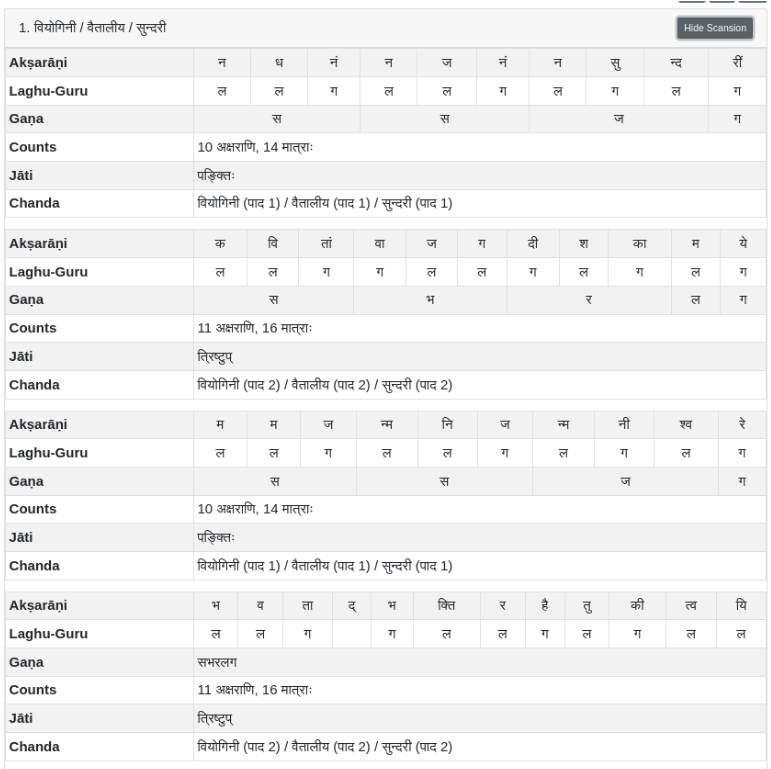 1. वियोगिनी / वैतालीय / सुन्दरी Hide Scansion
Akṣarāṇi न ध नं न ज नं न सु न्द रीं
Laghu-Guru ल ल ग ल ल ग ल ग ल ग
Gaṇa स स ज ग
Counts 10 अक्षराणि, 14 मात्राः
Jāti पङ्क्तिः
Chanda वियोगिनी (पाद 1) / वैतालीय (पाद 1) / सुन्दरी (पाद 1)
Akṣarāṇi क वि तां वा ज ग दी श का म ये
Laghu-Guru ल ल ग ग ल ल ग ल ग ल ग
Gaṇa स भ र ल ग
Counts 11 अक्षराणि, 16 मात्राः
Jāti त्रिष्टुप्
Chanda वियोगिनी (पाद 2) / वैतालीय (पाद 2) / सुन्दरी (पाद 2)
Akṣarāṇi म म ज न्म नि ज न्म नी श्व रे
Laghu-Guru ल ल ग ल ल ग ल ग ल ग
Gaṇa स स ज ग
Counts 10 अक्षराणि, 14 मात्राः
Jāti पङ्क्तिः
Chanda वियोगिनी (पाद 1) / वैतालीय (पाद 1) / सुन्दरी (पाद 1)
Akṣarāṇi भ व ता द् भ क्ति र है तु की त्व यि
Laghu-Guru ल ल ग ग ल ल ग ल ग ल ल
Gaṇa सभरलग
Counts 11 अक्षराणि, 16 मात्राः
Jāti त्रिष्टुप्
Chanda वियोगिनी (पाद 2) / वैतालीय (पाद 2) / सुन्दरी (पाद 2)